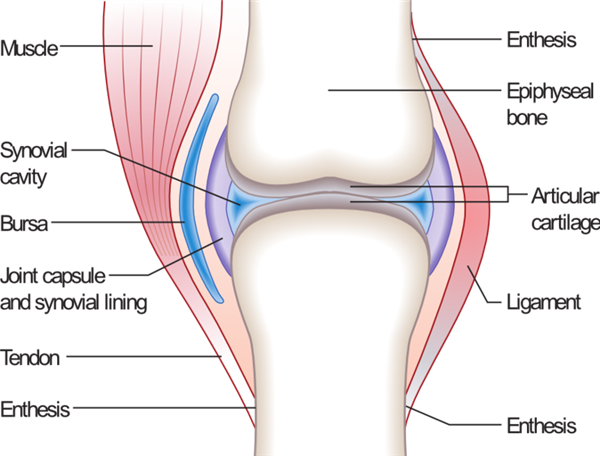 Muscle
Synovial
cavity
Bursa
Joint capsule
and synovial lining
Tendon
Enthesis
Enthesis
Epiphyseal
bone
Articular
cartilage
Ligament
Enthesis